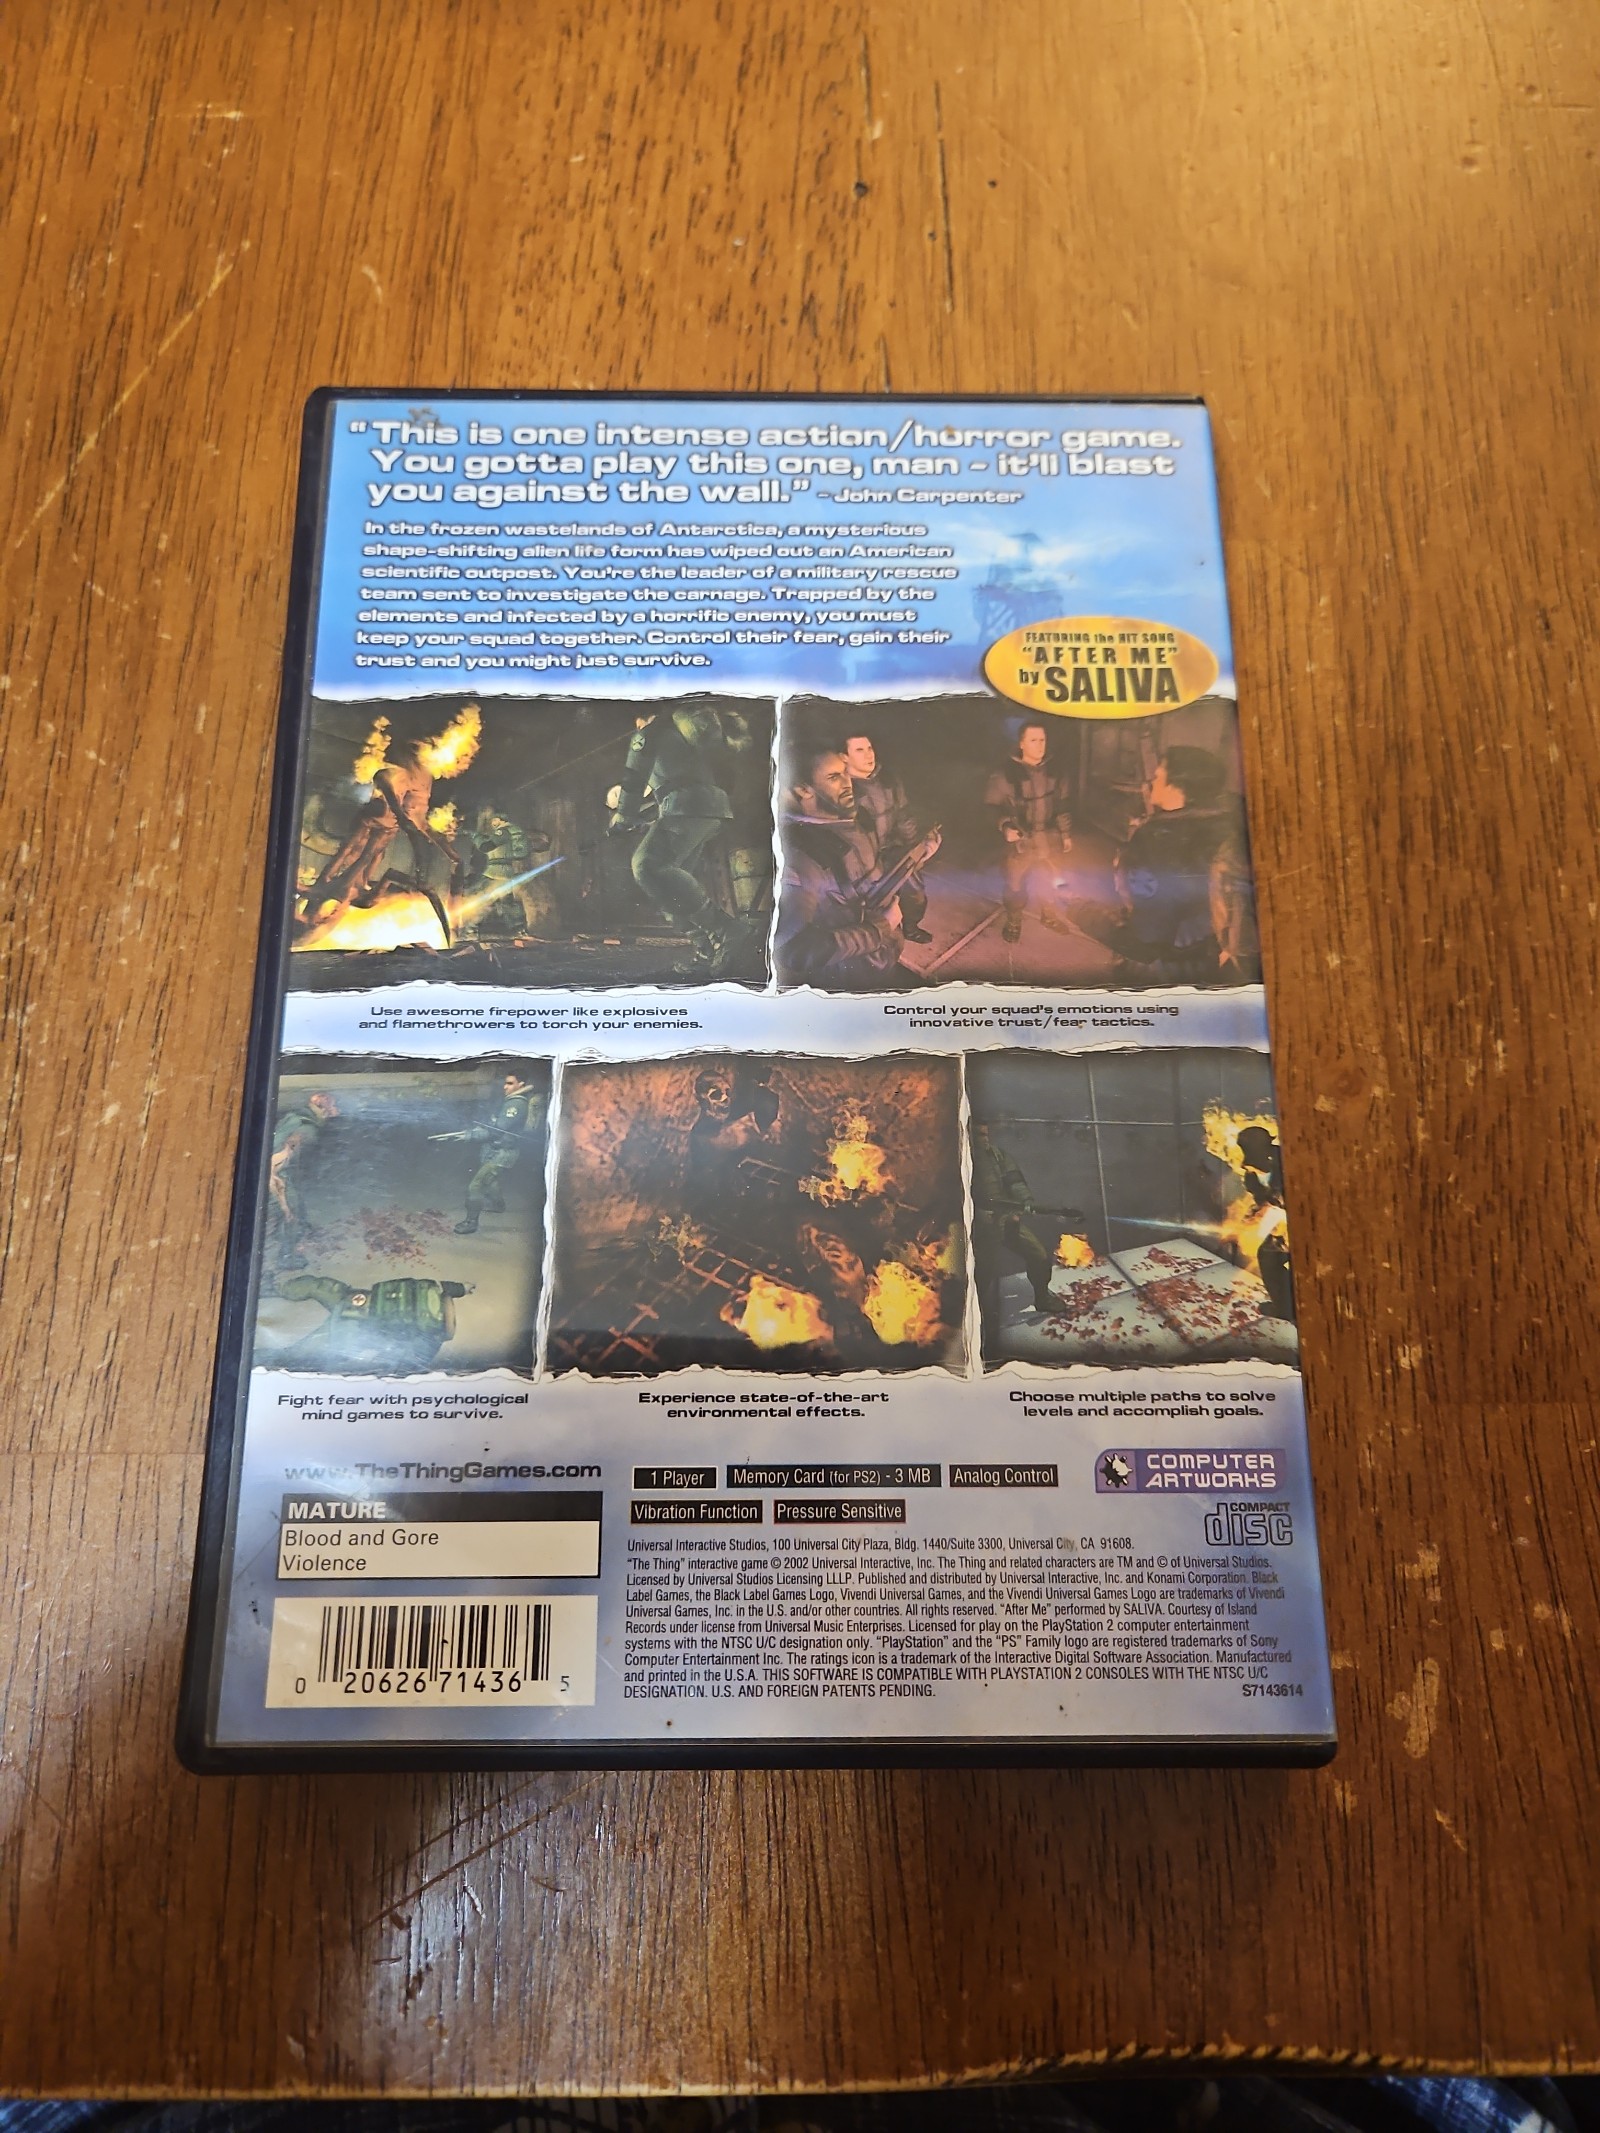 "This is one intense action/horror game.
You gotta play this one, man - it'll blast
you against the wall." - John Carpenter
In the frozen wastelands of Antarctica, a mysterious
shape-shifting alien life form has wiped out an American
scientific outpost. You're the leader of a military rescue
team sent to investigate the carnage. Trapped by the
elements and infected by a horrific enemy, you must
keep your squad together. Control their fear, gain their
trust and you might just survive.
FEATURING the HIT SONG
"AFTER ME"
by SALIVA
Use awesome firepower like explosives
and flamethrowers to torch your enemies.
Control your squad's emotions using
innovative trust/fear tactics.
Fight fear with psychological
mind games to survive.
Experience state-of-the-art
environmental effects.
Choose multiple paths to solve
levels and accomplish goals.
www.TheThingGames.com
MATURE
Blood and Gore
Violence
0 20626 71436 5
1 Player Memory Card (for PS2) - 3 MB Analog Control
Vibration Function Pressure Sensitive
COMPUTER
ARTWORKS
COMPACT
disc
Universal Interactive Studios, 100 Universal City Plaza, Bldg. 1440/Suite 3300, Universal City, CA 91608.
"The Thing" interactive game © 2002 Universal Interactive, Inc. The Thing and related characters are TM and © of Universal Studios.
Licensed by Universal Studios Licensing LLLP. Published and distributed by Universal Interactive, Inc. and Konami Corporation. Black
Label Games, the Black Label Games Logo, Vivendi Universal Games, and the Vivendi Universal Games Logo are trademarks of Vivendi
Universal Games, Inc. in the U.S. and/or other countries. All rights reserved. "After Me" performed by SALIVA. Courtesy of Island
Records under license from Universal Music Enterprises. Licensed for play on the PlayStation 2 computer entertainment
systems with the NTSC U/C designation only. "PlayStation" and the "PS" Family logo are registered trademarks of Sony
Computer Entertainment Inc. The ratings icon is a trademark of the Interactive Digital Software Association. Manufactured
and printed in the U.S.A. THIS SOFTWARE IS COMPATIBLE WITH PLAYSTATION 2 CONSOLES WITH THE NTSC U/C
DESIGNATION. U.S. AND FOREIGN PATENTS PENDING.
S7143614